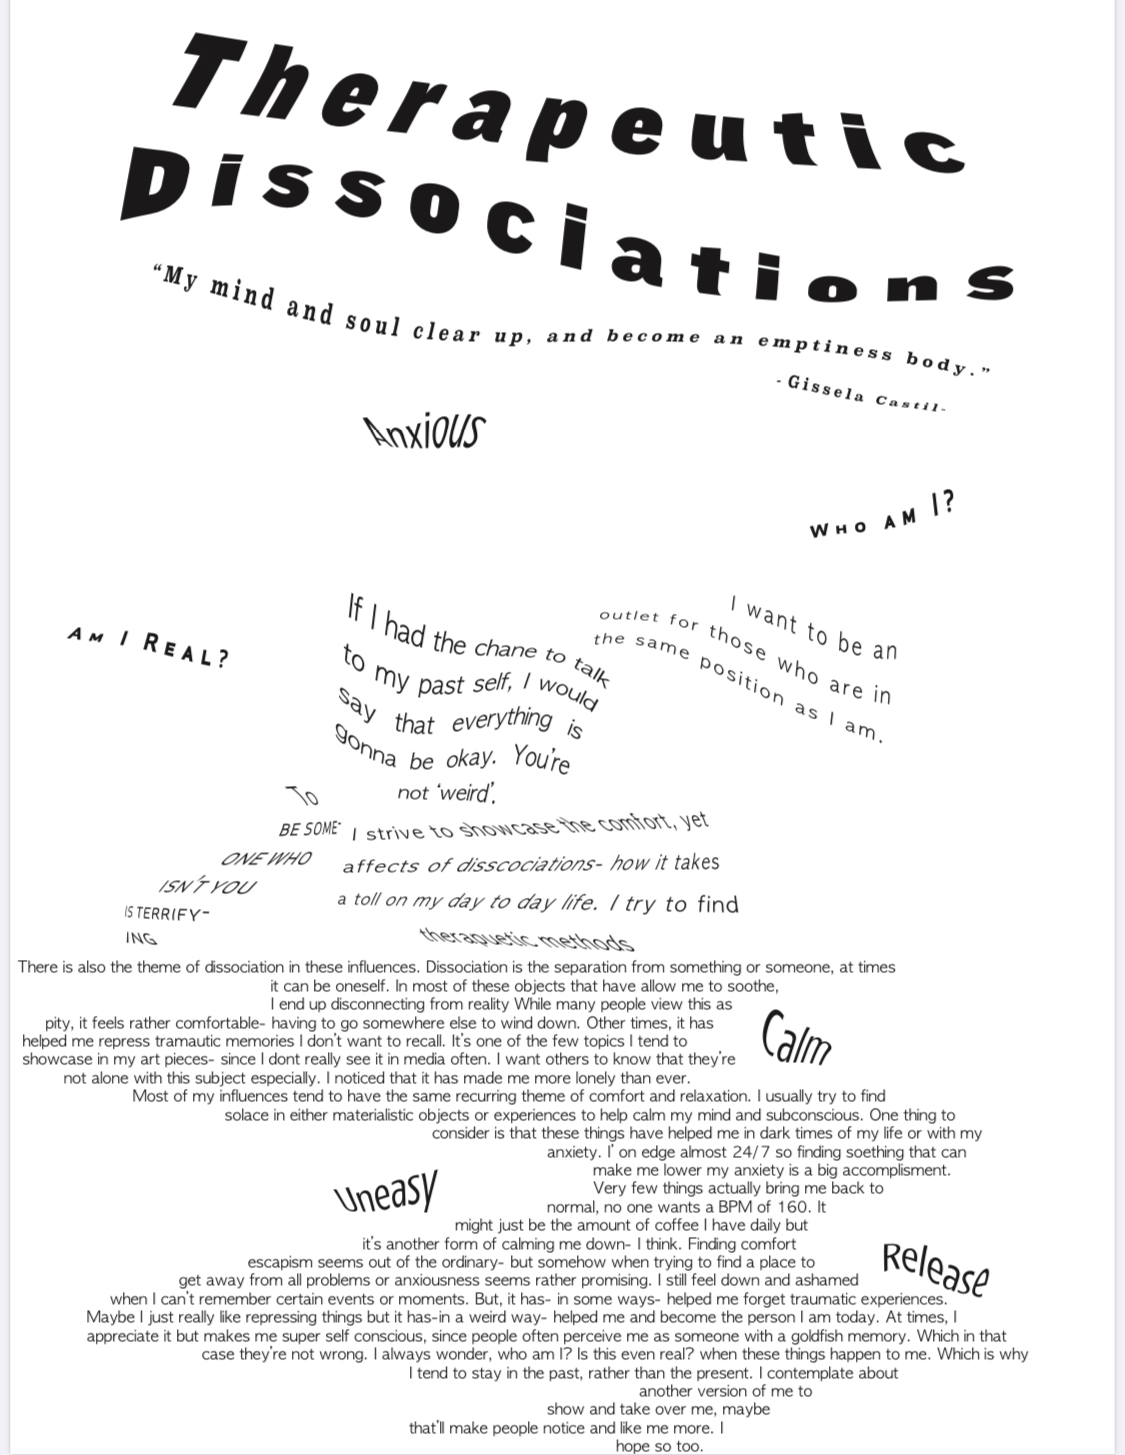 Therapeutic
Dissociations
“My mind and soul clear up, and become an emptiness body.”
- Gissela Castil-
Anxious
Who am I?
Am I Real?
If I had the chane to talk
to my past self, I would
say that everything is
gonna be okay. You're
not 'weird'.
I want to be an
outlet for those who are in
the same position as I am.
To
be some-
one who
isn't you
is terrify-
ing
I strive to showcase the comfort, yet
affects of disscociations- how it takes
a toll on my day to day life. I try to find
therapuetic methods
There is also the theme of dissociation in these influences. Dissociation is the separation from something or someone, at times
it can be oneself. In most of these objects that have allow me to soothe,
I end up disconnecting from reality While many people view this as
pity, it feels rather comfortable- having to go somewhere else to wind down. Other times, it has
helped me repress tramautic memories I don't want to recall. It's one of the few topics I tend to
showcase in my art pieces- since I dont really see it in media often. I want others to know that they're
not alone with this subject especially. I noticed that it has made me more lonely than ever.
Calm
Most of my influences tend to have the same recurring theme of comfort and relaxation. I usually try to find
solace in either materialistic objects or experiences to help calm my mind and subconscious. One thing to
consider is that these things have helped me in dark times of my life or with my
anxiety. I' on edge almost 24/7 so finding soething that can
make me lower my anxiety is a big accomplisment.
Very few things actually bring me back to
normal, no one wants a BPM of 160. It
might just be the amount of coffee I have daily but
it's another form of calming me down- I think. Finding comfort
escapism seems out of the ordinary- but somehow when trying to find a place to
get away from all problems or anxiousness seems rather promising. I still feel down and ashamed
when I can't remember certain events or moments. But, it has- in some ways- helped me forget traumatic experiences.
Maybe I just really like repressing things but it has-in a weird way- helped me and become the person I am today. At times, I
appreciate it but makes me super self conscious, since people often perceive me as someone with a goldfish memory. Which in that
case they're not wrong. I always wonder, who am I? Is this even real? when these things happen to me. Which is why
I tend to stay in the past, rather than the present. I contemplate about
another version of me to
show and take over me, maybe
that'll make people notice and like me more. I
hope so too.
Uneasy
Release